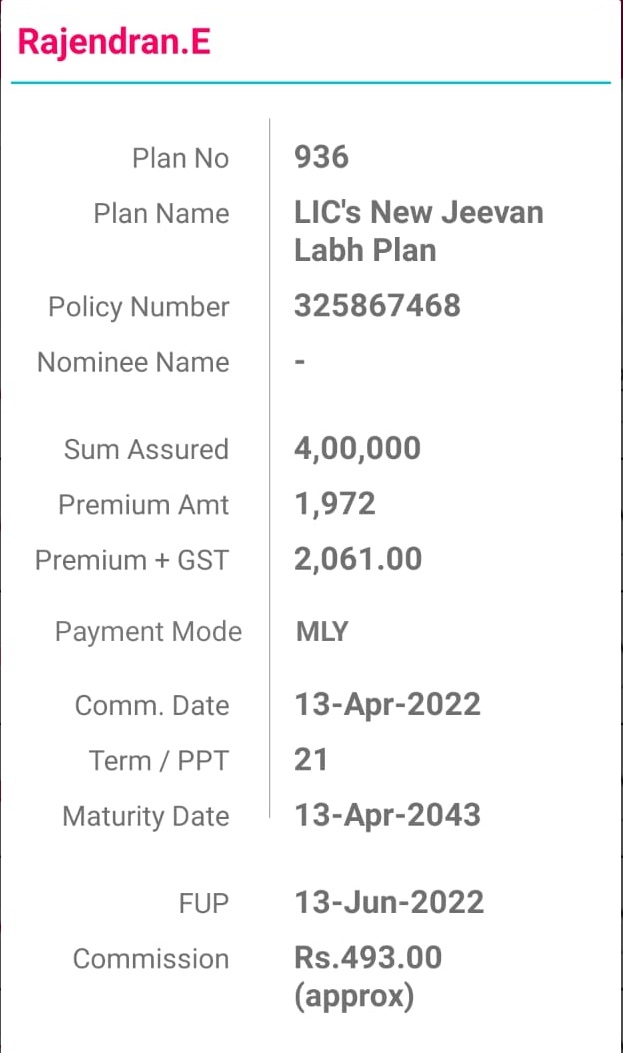 Rajendran.E
Plan No 936
Plan Name LIC's New Jeevan
Labh Plan
Policy Number 325867468
Nominee Name -
Sum Assured 4,00,000
Premium Amt 1,972
Premium + GST 2,061.00
Payment Mode MLY
Comm. Date 13-Apr-2022
Term / PPT 21
Maturity Date 13-Apr-2043
FUP 13-Jun-2022
Commission Rs.493.00
(approx)